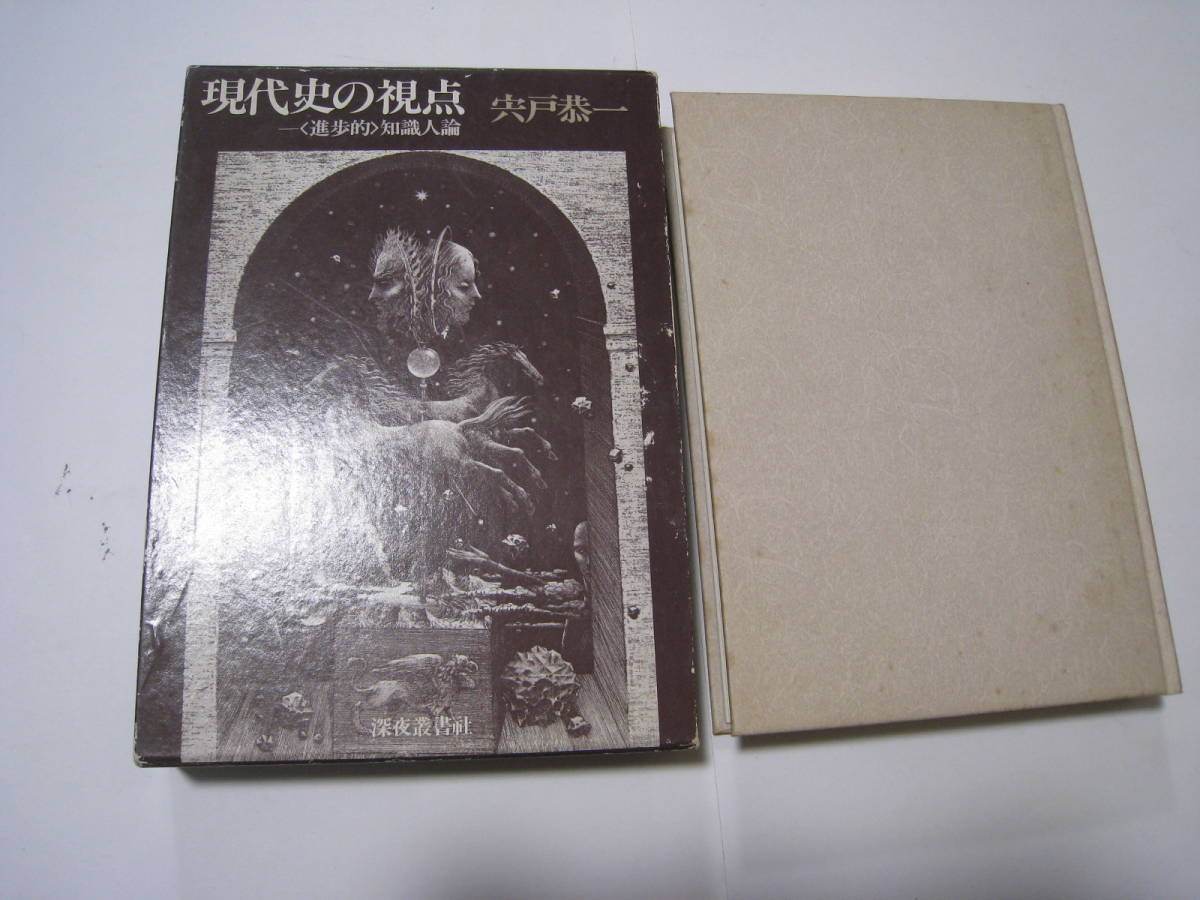 現代史の視点
―〈進歩的〉知識人論
宍戸恭一
深夜叢書社